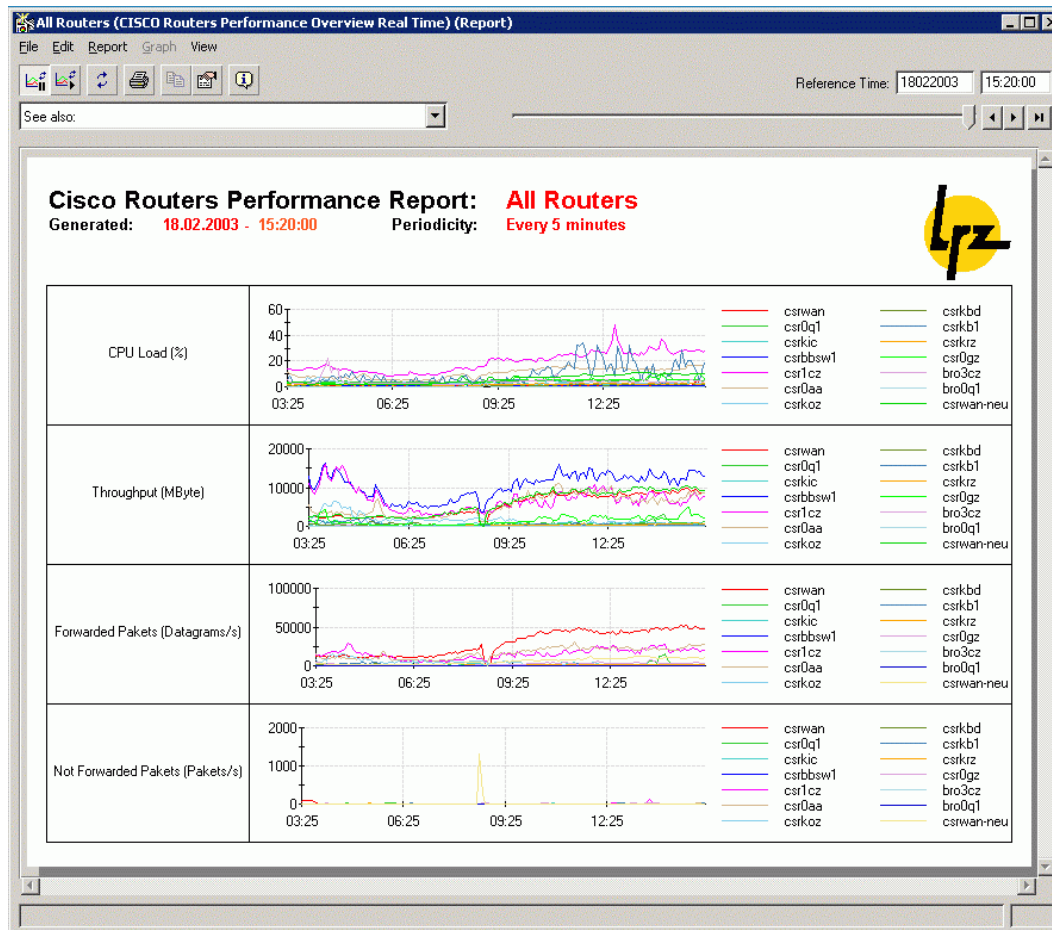 All Routers (CISCO Routers Performance Overview Real Time) (Report)
File Edit Report Graph View
Reference Time: 18022003 15:20:00
See also:
Cisco Routers Performance Report: All Routers
Generated: 18.02.2003 - 15:20:00 Periodicity: Every 5 minutes
lrz
CPU Load (%)
60
40
20
0
03:25 06:25 09:25 12:25
csrwan csrkbd
csr0q1 csrkb1
csrkic csrkrz
csrbbsw1 csr0gz
csr1cz bro3cz
csr0aa bro0q1
csrkoz csrwan-neu
Throughput (MByte)
20000
10000
0
03:25 06:25 09:25 12:25
csrwan csrkbd
csr0q1 csrkb1
csrkic csrkrz
csrbbsw1 csr0gz
csr1cz bro3cz
csr0aa bro0q1
csrkoz csrwan-neu
Forwarded Pakets (Datagrams/s)
100000
50000
0
03:25 06:25 09:25 12:25
csrwan csrkbd
csr0q1 csrkb1
csrkic csrkrz
csrbbsw1 csr0gz
csr1cz bro3cz
csr0aa bro0q1
csrkoz csrwan-neu
Not Forwarded Pakets (Pakets/s)
2000
1000
0
03:25 06:25 09:25 12:25
csrwan csrkbd
csr0q1 csrkb1
csrkic csrkrz
csrbbsw1 csr0gz
csr1cz bro3cz
csr0aa bro0q1
csrkoz csrwan-neu